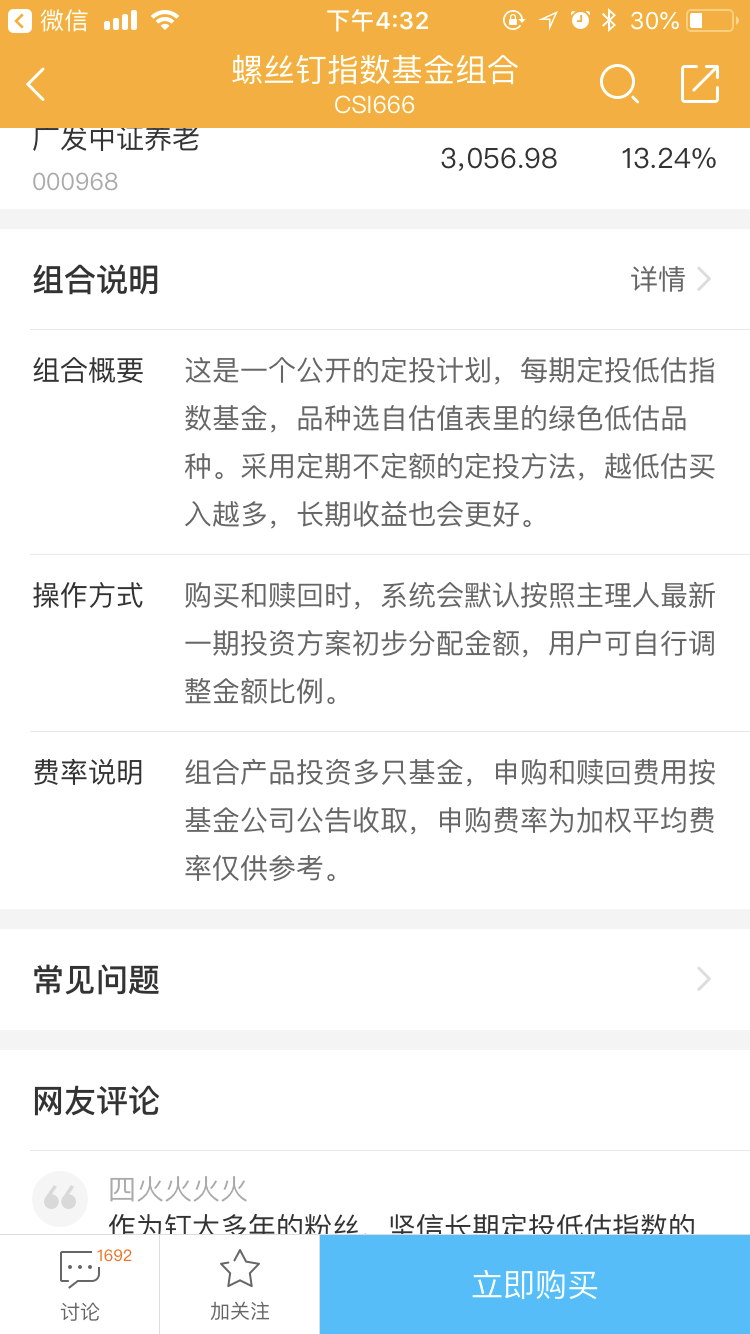 微信
下午4:32
30%
螺丝钉指数基金组合
CSI666
广发中证养老
000968
3,056.98
13.24%
组合说明
详情
组合概要
这是一个公开的定投计划，每期定投低估指
数基金，品种选自估值表里的绿色低估品
种。采用定期不定额的定投方法，越低估买
入越多，长期收益也会更好。
操作方式
购买和赎回时，系统会默认按照主理人最新
一期投资方案初步分配金额，用户可自行调
整金额比例。
费率说明
组合产品投资多只基金，申购和赎回费用按
基金公司公告收取，申购费率为加权平均费
率仅供参考。
常见问题
网友评论
四火火火火
作为钉大多年的粉丝、坚信长期定投低估指数的
1692
讨论
加关注
立即购买